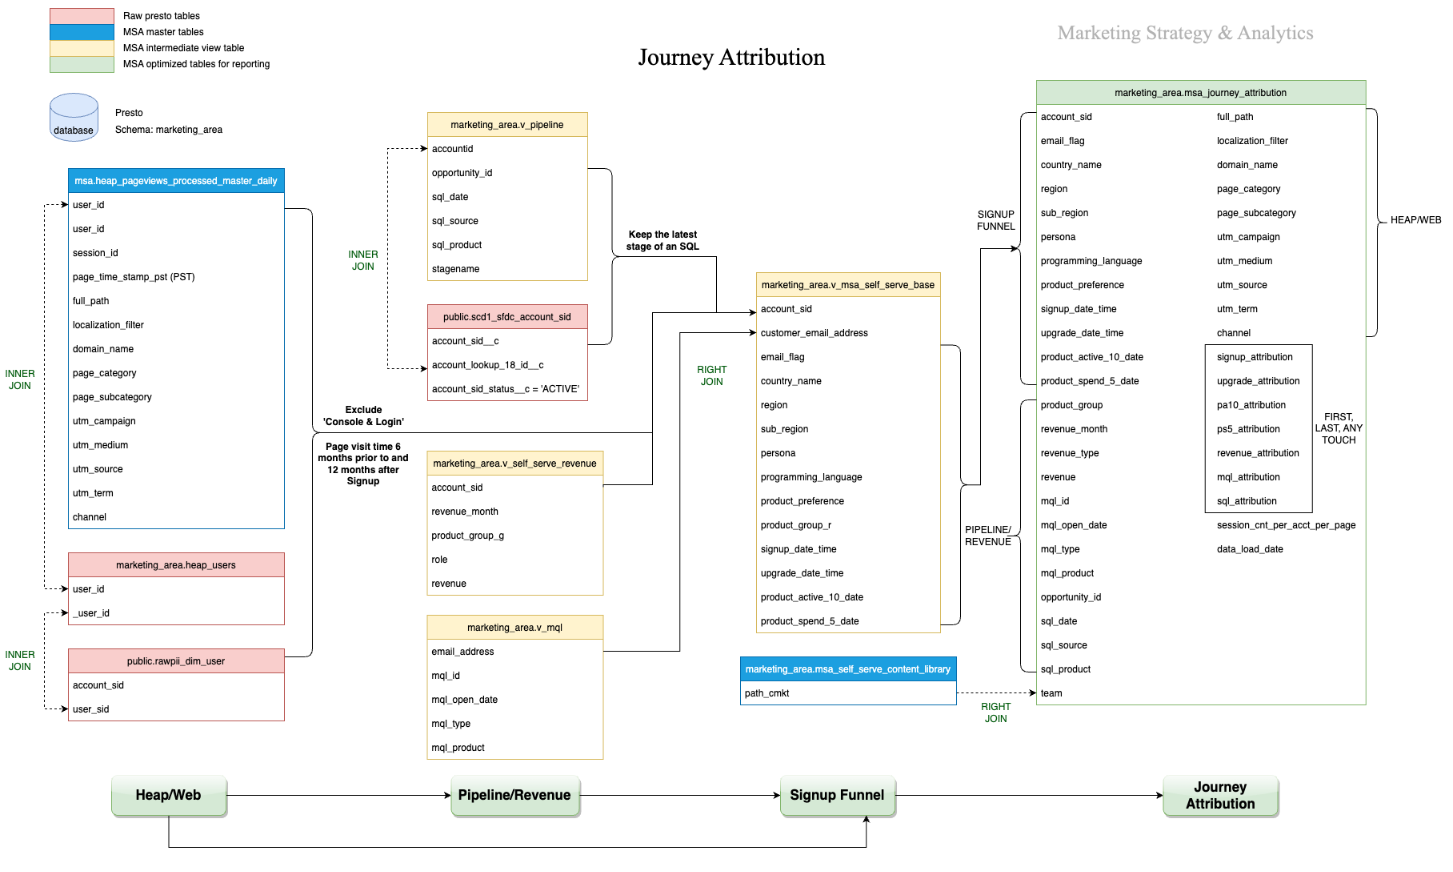 Raw presto tables
MSA master tables
MSA intermediate view table
MSA optimized tables for reporting
database
Presto
Schema: marketing_area
Journey Attribution
Marketing Strategy & Analytics
msa.heap_pageviews_processed_master_daily
user_id
user_id
session_id
page_time_stamp_pst (PST)
full_path
localization_filter
domain_name
page_category
page_subcategory
utm_campaign
utm_medium
utm_source
utm_term
channel
INNER
JOIN
marketing_area.heap_users
user_id
_user_id
INNER
JOIN
public.rawpii_dim_user
account_sid
user_sid
Exclude
'Console & Login'
Page visit time 6
months prior to and
12 months after
Signup
marketing_area.v_pipeline
accountid
opportunity_id
sql_date
sql_source
sql_product
stagename
INNER
JOIN
public.scd1_sfdc_account_sid
account_sid__c
account_lookup_18_id__c
account_sid_status__c = 'ACTIVE'
Keep the latest
stage of an SQL
marketing_area.v_self_serve_revenue
account_sid
revenue_month
product_group_g
role
revenue
marketing_area.v_mql
email_address
mql_id
mql_open_date
mql_type
mql_product
RIGHT
JOIN
marketing_area.v_msa_self_serve_base
account_sid
customer_email_address
email_flag
country_name
region
sub_region
persona
programming_language
product_preference
product_group_r
signup_date_time
upgrade_date_time
product_active_10_date
product_spend_5_date
marketing_area.msa_self_serve_content_library
path_cmkt
RIGHT
JOIN
SIGNUP
FUNNEL
PIPELINE/
REVENUE
marketing_area.msa_journey_attribution
account_sid
email_flag
country_name
region
sub_region
persona
programming_language
product_preference
signup_date_time
upgrade_date_time
product_active_10_date
product_spend_5_date
product_group
revenue_month
revenue_type
revenue
mql_id
mql_open_date
mql_type
mql_product
opportunity_id
sql_date
sql_source
sql_product
team
full_path
localization_filter
domain_name
page_category
page_subcategory
utm_campaign
utm_medium
utm_source
utm_term
channel
signup_attribution
upgrade_attribution
pa10_attribution
ps5_attribution
revenue_attribution
mql_attribution
sql_attribution
session_cnt_per_acct_per_page
data_load_date
HEAP/WEB
FIRST,
LAST, ANY
TOUCH
Heap/Web
Pipeline/Revenue
Signup Funnel
Journey
Attribution